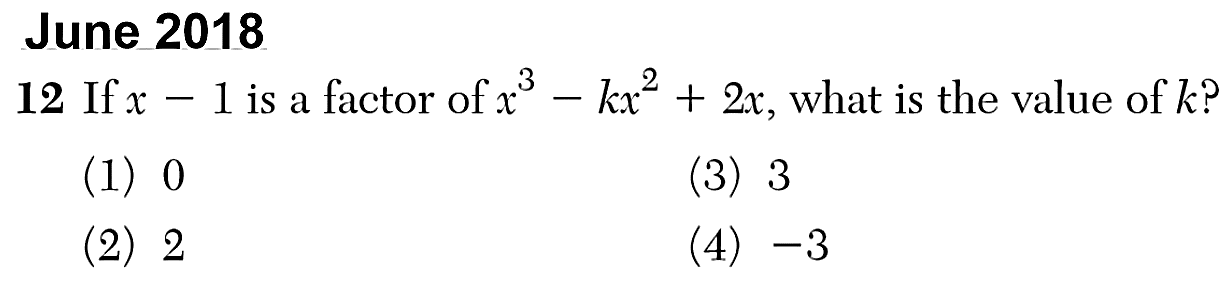 June 2018
12 If x − 1 is a factor of x³ − kx² + 2x, what is the value of k?
(1) 0 (3) 3
(2) 2 (4) −3